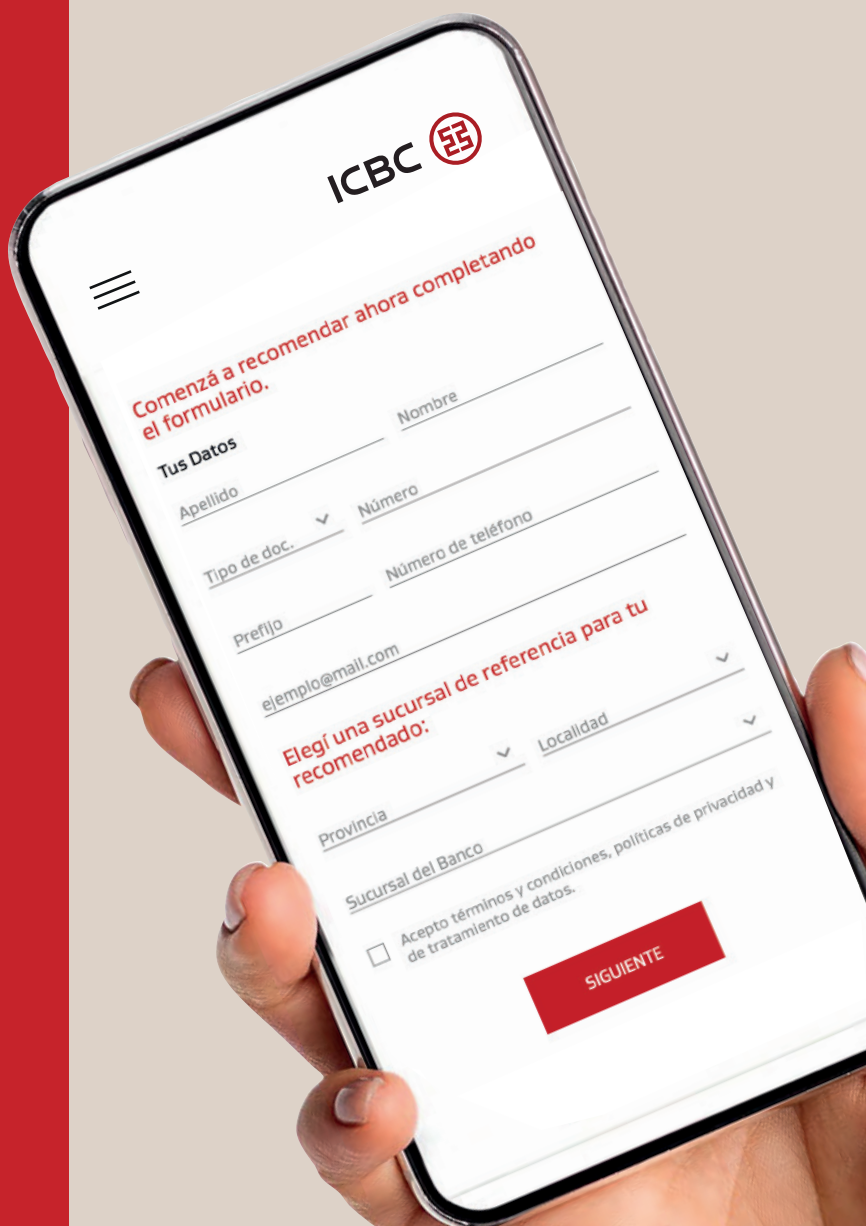 ICBC
Comenzá a recomendar ahora completando
el formulario.
Tus Datos
Apellido
Nombre
Tipo de doc.
Número
Prefijo
Número de teléfono
ejemplo@mail.com
Elegí una sucursal de referencia para tu
recomendado:
Provincia
Localidad
Sucursal del Banco
Acepto términos y condiciones, políticas de privacidad y
de tratamiento de datos.
SIGUIENTE